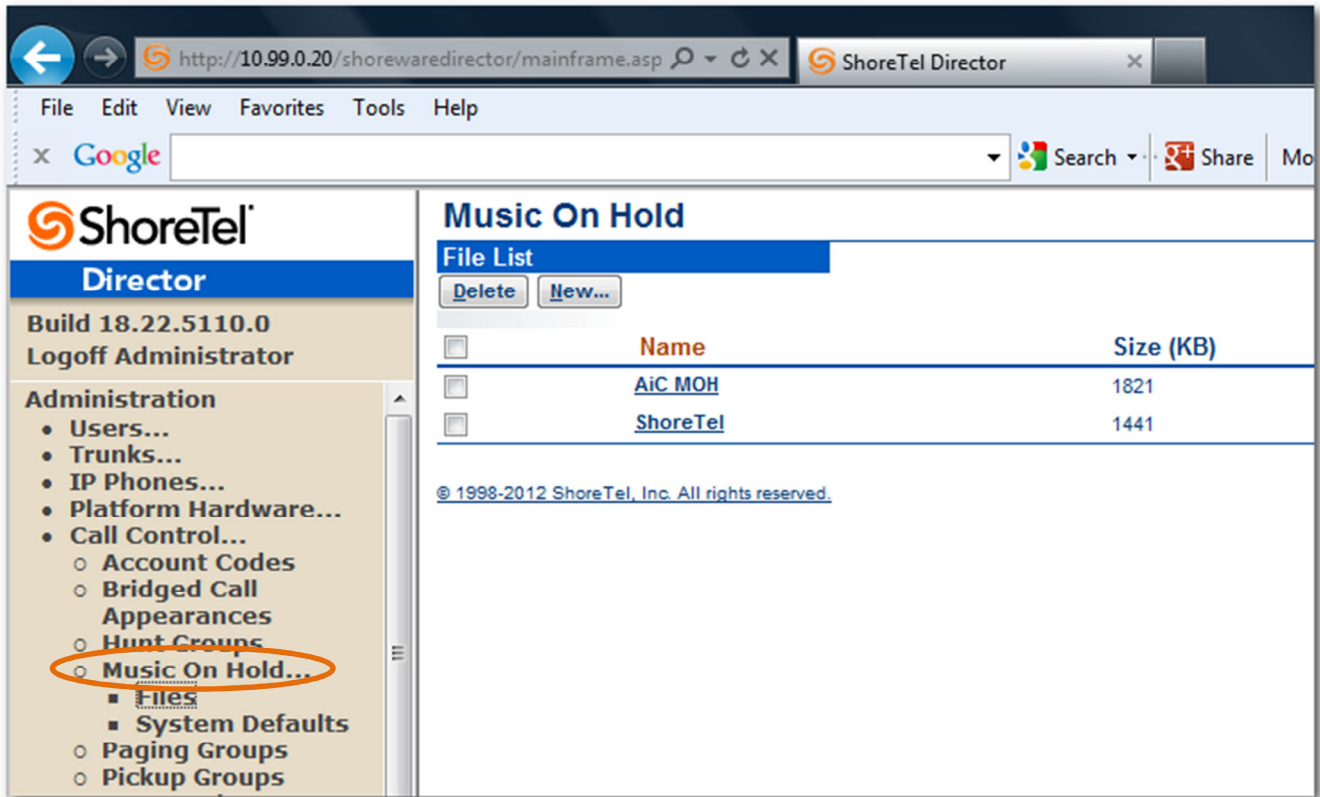 http://10.99.0.20/shorewaredirector/mainframe.asp
ShoreTel Director
File Edit View Favorites Tools Help
x Google Search Share Mo
ShoreTel
Director
Build 18.22.5110.0
Logoff Administrator
Administration
Users...
Trunks...
IP Phones...
Platform Hardware...
Call Control...
Account Codes
Bridged Call
Appearances
Hunt Groups
Music On Hold...
Files
System Defaults
Paging Groups
Pickup Groups
Music On Hold
File List
Delete New...
Name Size (KB)
AiC MOH 1821
ShoreTel 1441
© 1998-2012 ShoreTel, Inc. All rights reserved.